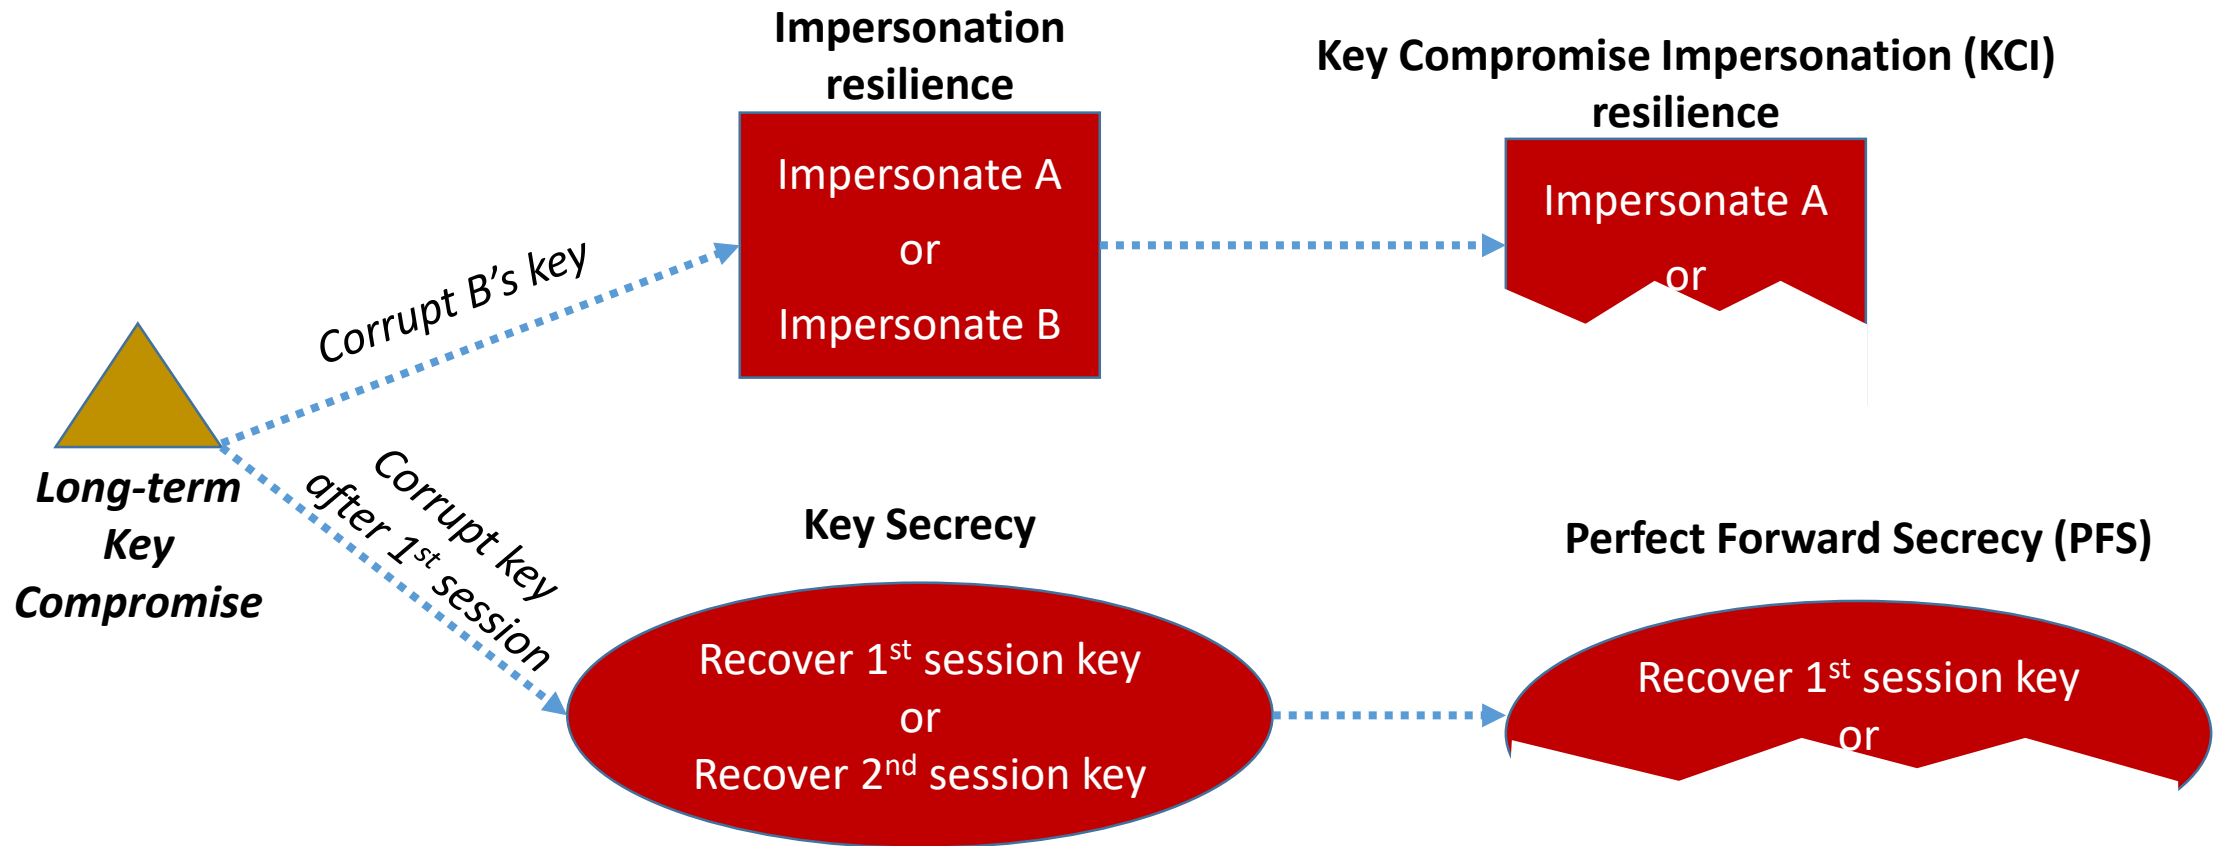 Impersonation
resilience
Key Compromise Impersonation (KCI)
resilience
Impersonate A
or
Impersonate B
Impersonate A
or
Corrupt B’s key
Long-term
Key
Compromise
Corrupt key
after 1st session
Key Secrecy
Recover 1st session key
or
Recover 2nd session key
Perfect Forward Secrecy (PFS)
Recover 1st session key
or